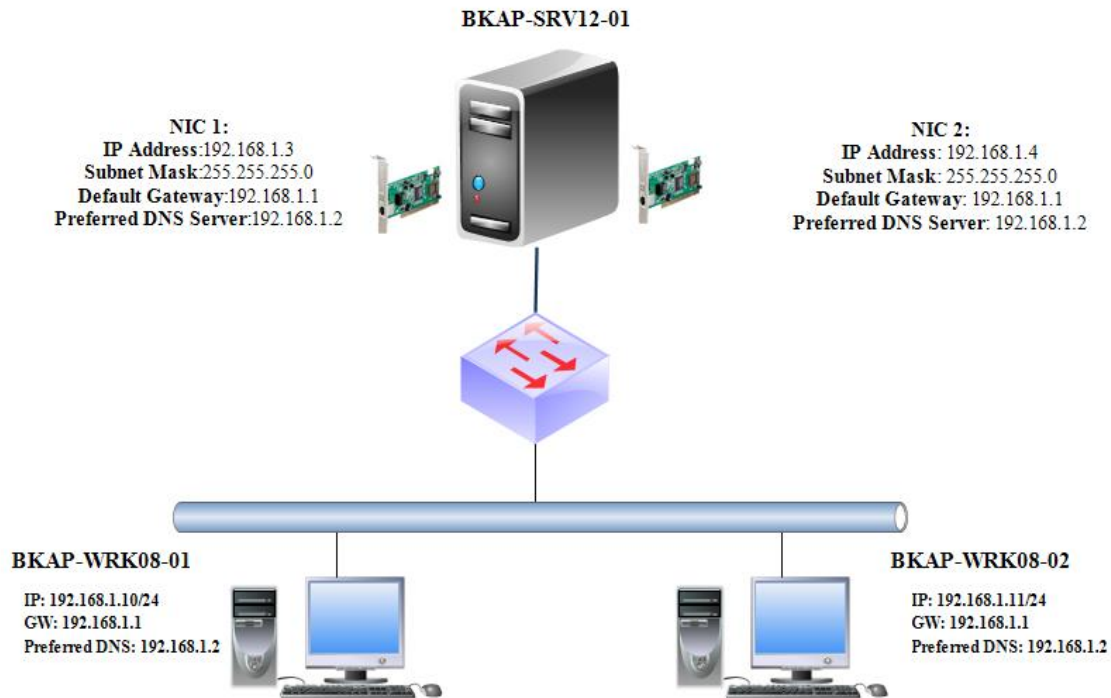 BKAP-SRV12-01
NIC 1:
IP Address:192.168.1.3
Subnet Mask:255.255.255.0
Default Gateway:192.168.1.1
Preferred DNS Server:192.168.1.2
NIC 2:
IP Address: 192.168.1.4
Subnet Mask: 255.255.255.0
Default Gateway: 192.168.1.1
Preferred DNS Server: 192.168.1.2
BKAP-WRK08-01
IP: 192.168.1.10/24
GW: 192.168.1.1
Preferred DNS: 192.168.1.2
BKAP-WRK08-02
IP: 192.168.1.11/24
GW: 192.168.1.1
Preferred DNS: 192.168.1.2